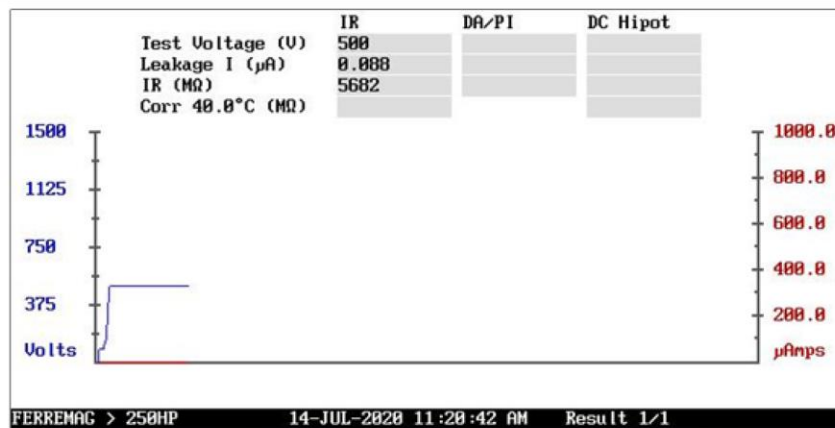 IR DA/PI DC Hipot
Test Voltage (V) 500
Leakage I (µA) 0.088
IR (MΩ) 5682
Corr 40.0°C (MΩ)
1500 1000.0
1125 800.0
750 600.0
375 400.0
Volts 200.0
µAmps
FERREMAG > 250HP 14-JUL-2020 11:20:42 AM Result 1/1